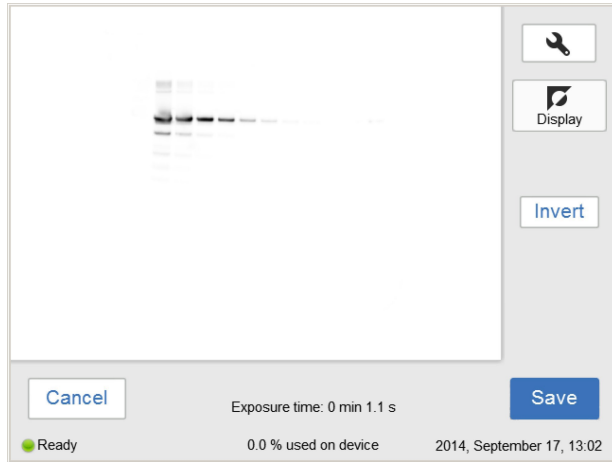 Display
Invert
Cancel
Exposure time: 0 min 1.1 s
Save
Ready
0.0 % used on device
2014, September 17, 13:02